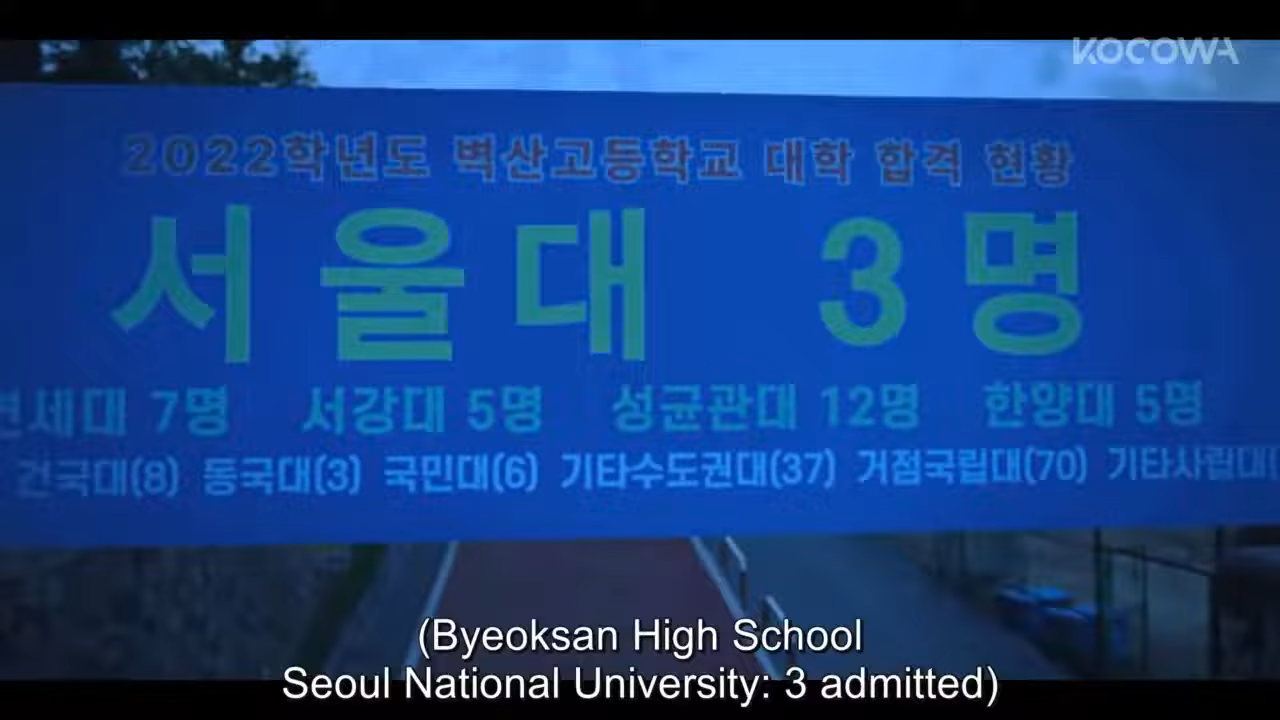 KOCOWA
2022학년도 벽산고등학교 대학 합격 현황
서울대 3명
연세대 7명 서강대 5명 성균관대 12명 한양대 5명
건국대(8) 동국대(3) 국민대(6) 기타수도권대(37) 거점국립대(70) 기타사립대(
(Byeoksan High School
Seoul National University: 3 admitted)